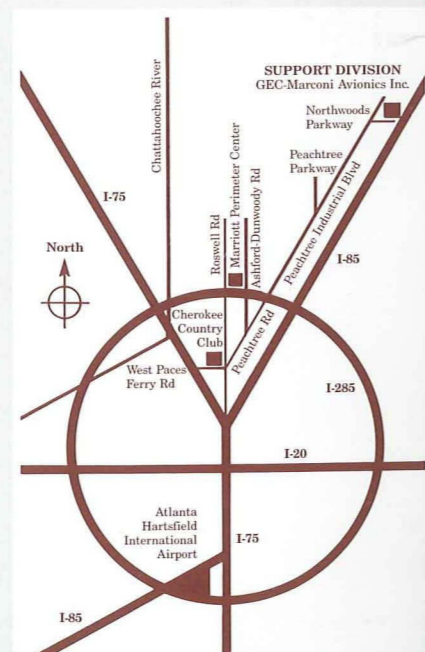 SUPPORT DIVISION
GEC-Marconi Avionics Inc.
Northwoods
Parkway
Peachtree
Parkway
Chattahoochee River
I-75
Roswell Rd
Marriott Perimeter Center
Ashford-Dunwoody Rd
Peachtree Industrial Blvd
I-85
North
Cherokee
Country
Club
Peachtree Rd
West Paces
Ferry Rd
I-285
I-20
Atlanta
Hartsfield
International
Airport
I-75
I-85